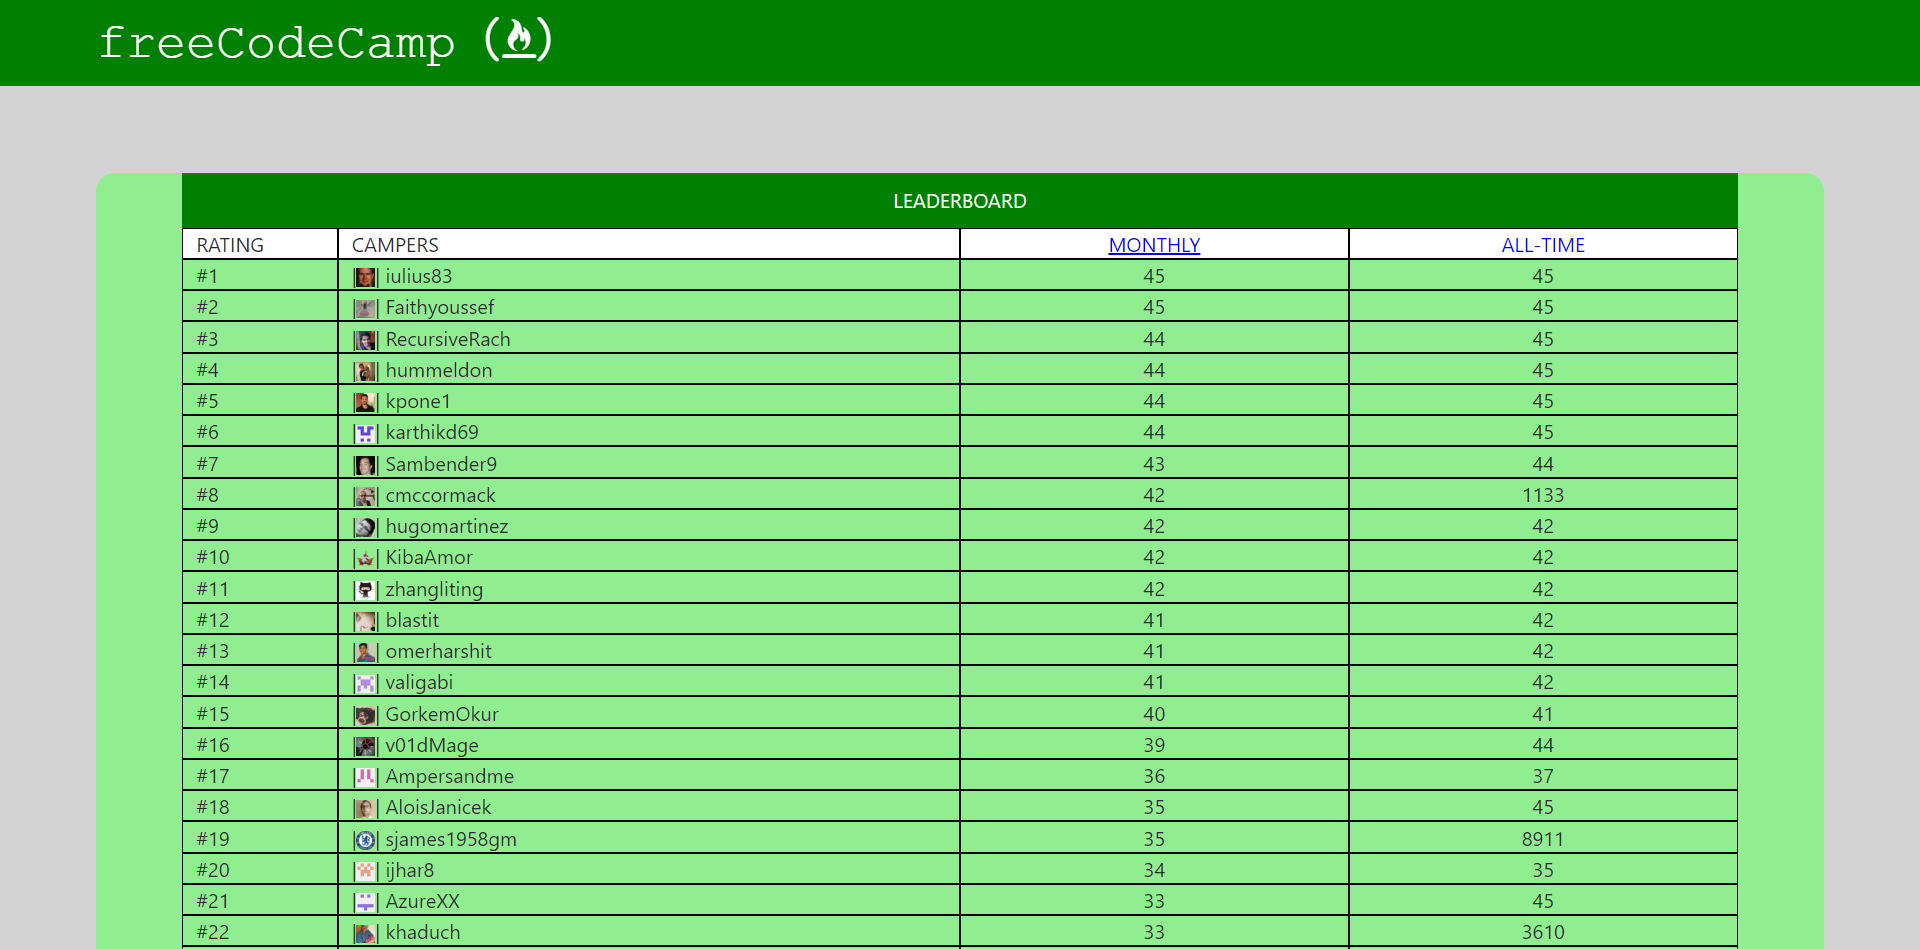 freeCodeCamp
LEADERBOARD
RATING CAMPERS MONTHLY ALL-TIME
#1 iulius83 45 45
#2 Faithyoussef 45 45
#3 RecursiveRach 44 45
#4 hummeldon 44 45
#5 kpone1 44 45
#6 karthikd69 44 45
#7 Sambender9 43 44
#8 cmccormack 42 1133
#9 hugomartinez 42 42
#10 KibaAmor 42 42
#11 zhangliting 42 42
#12 blastit 41 42
#13 omerharshit 41 42
#14 valigabi 41 42
#15 GorkemOkur 40 41
#16 v01dMage 39 44
#17 Ampersandme 36 37
#18 AloisJanicek 35 45
#19 sjames1958gm 35 8911
#20 ijhar8 34 35
#21 AzureXX 33 45
#22 khaduch 33 3610